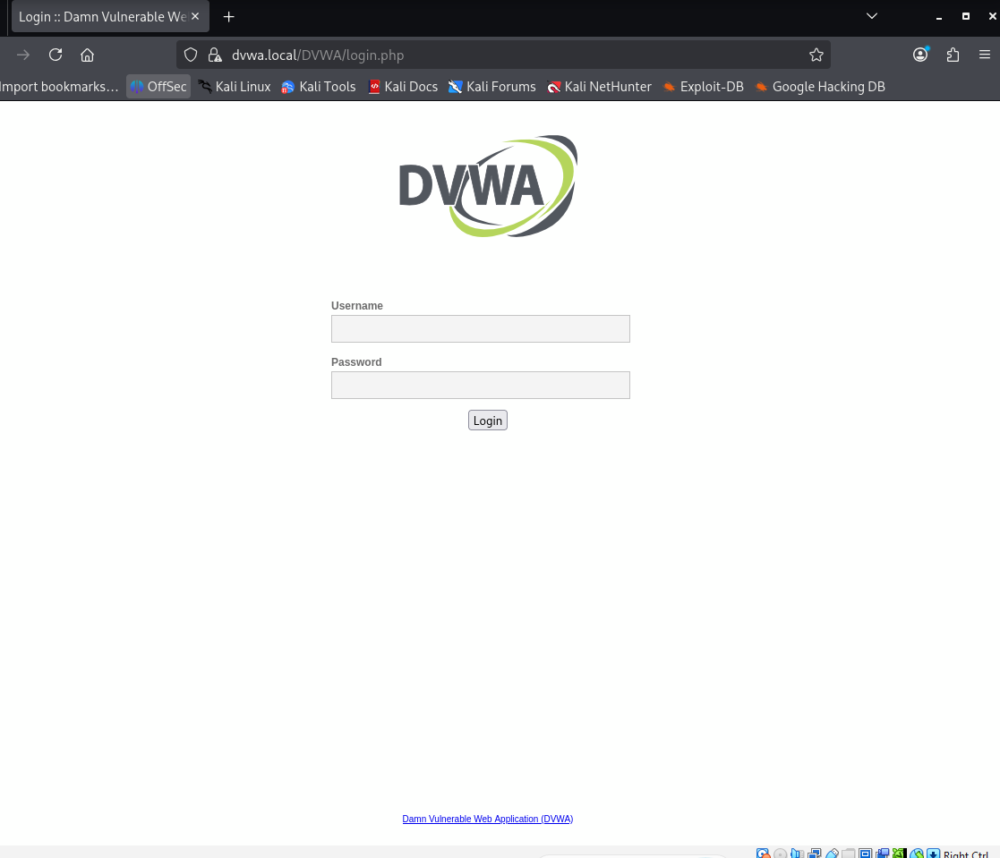 Login :: Damn Vulnerable We
dvwa.local/DVWA/login.php
Import bookmarks… OffSec Kali Linux Kali Tools Kali Docs Kali Forums Kali NetHunter Exploit-DB Google Hacking DB
DVWA
Username
Password
Login
Damn Vulnerable Web Application (DVWA)
Right Ctrl